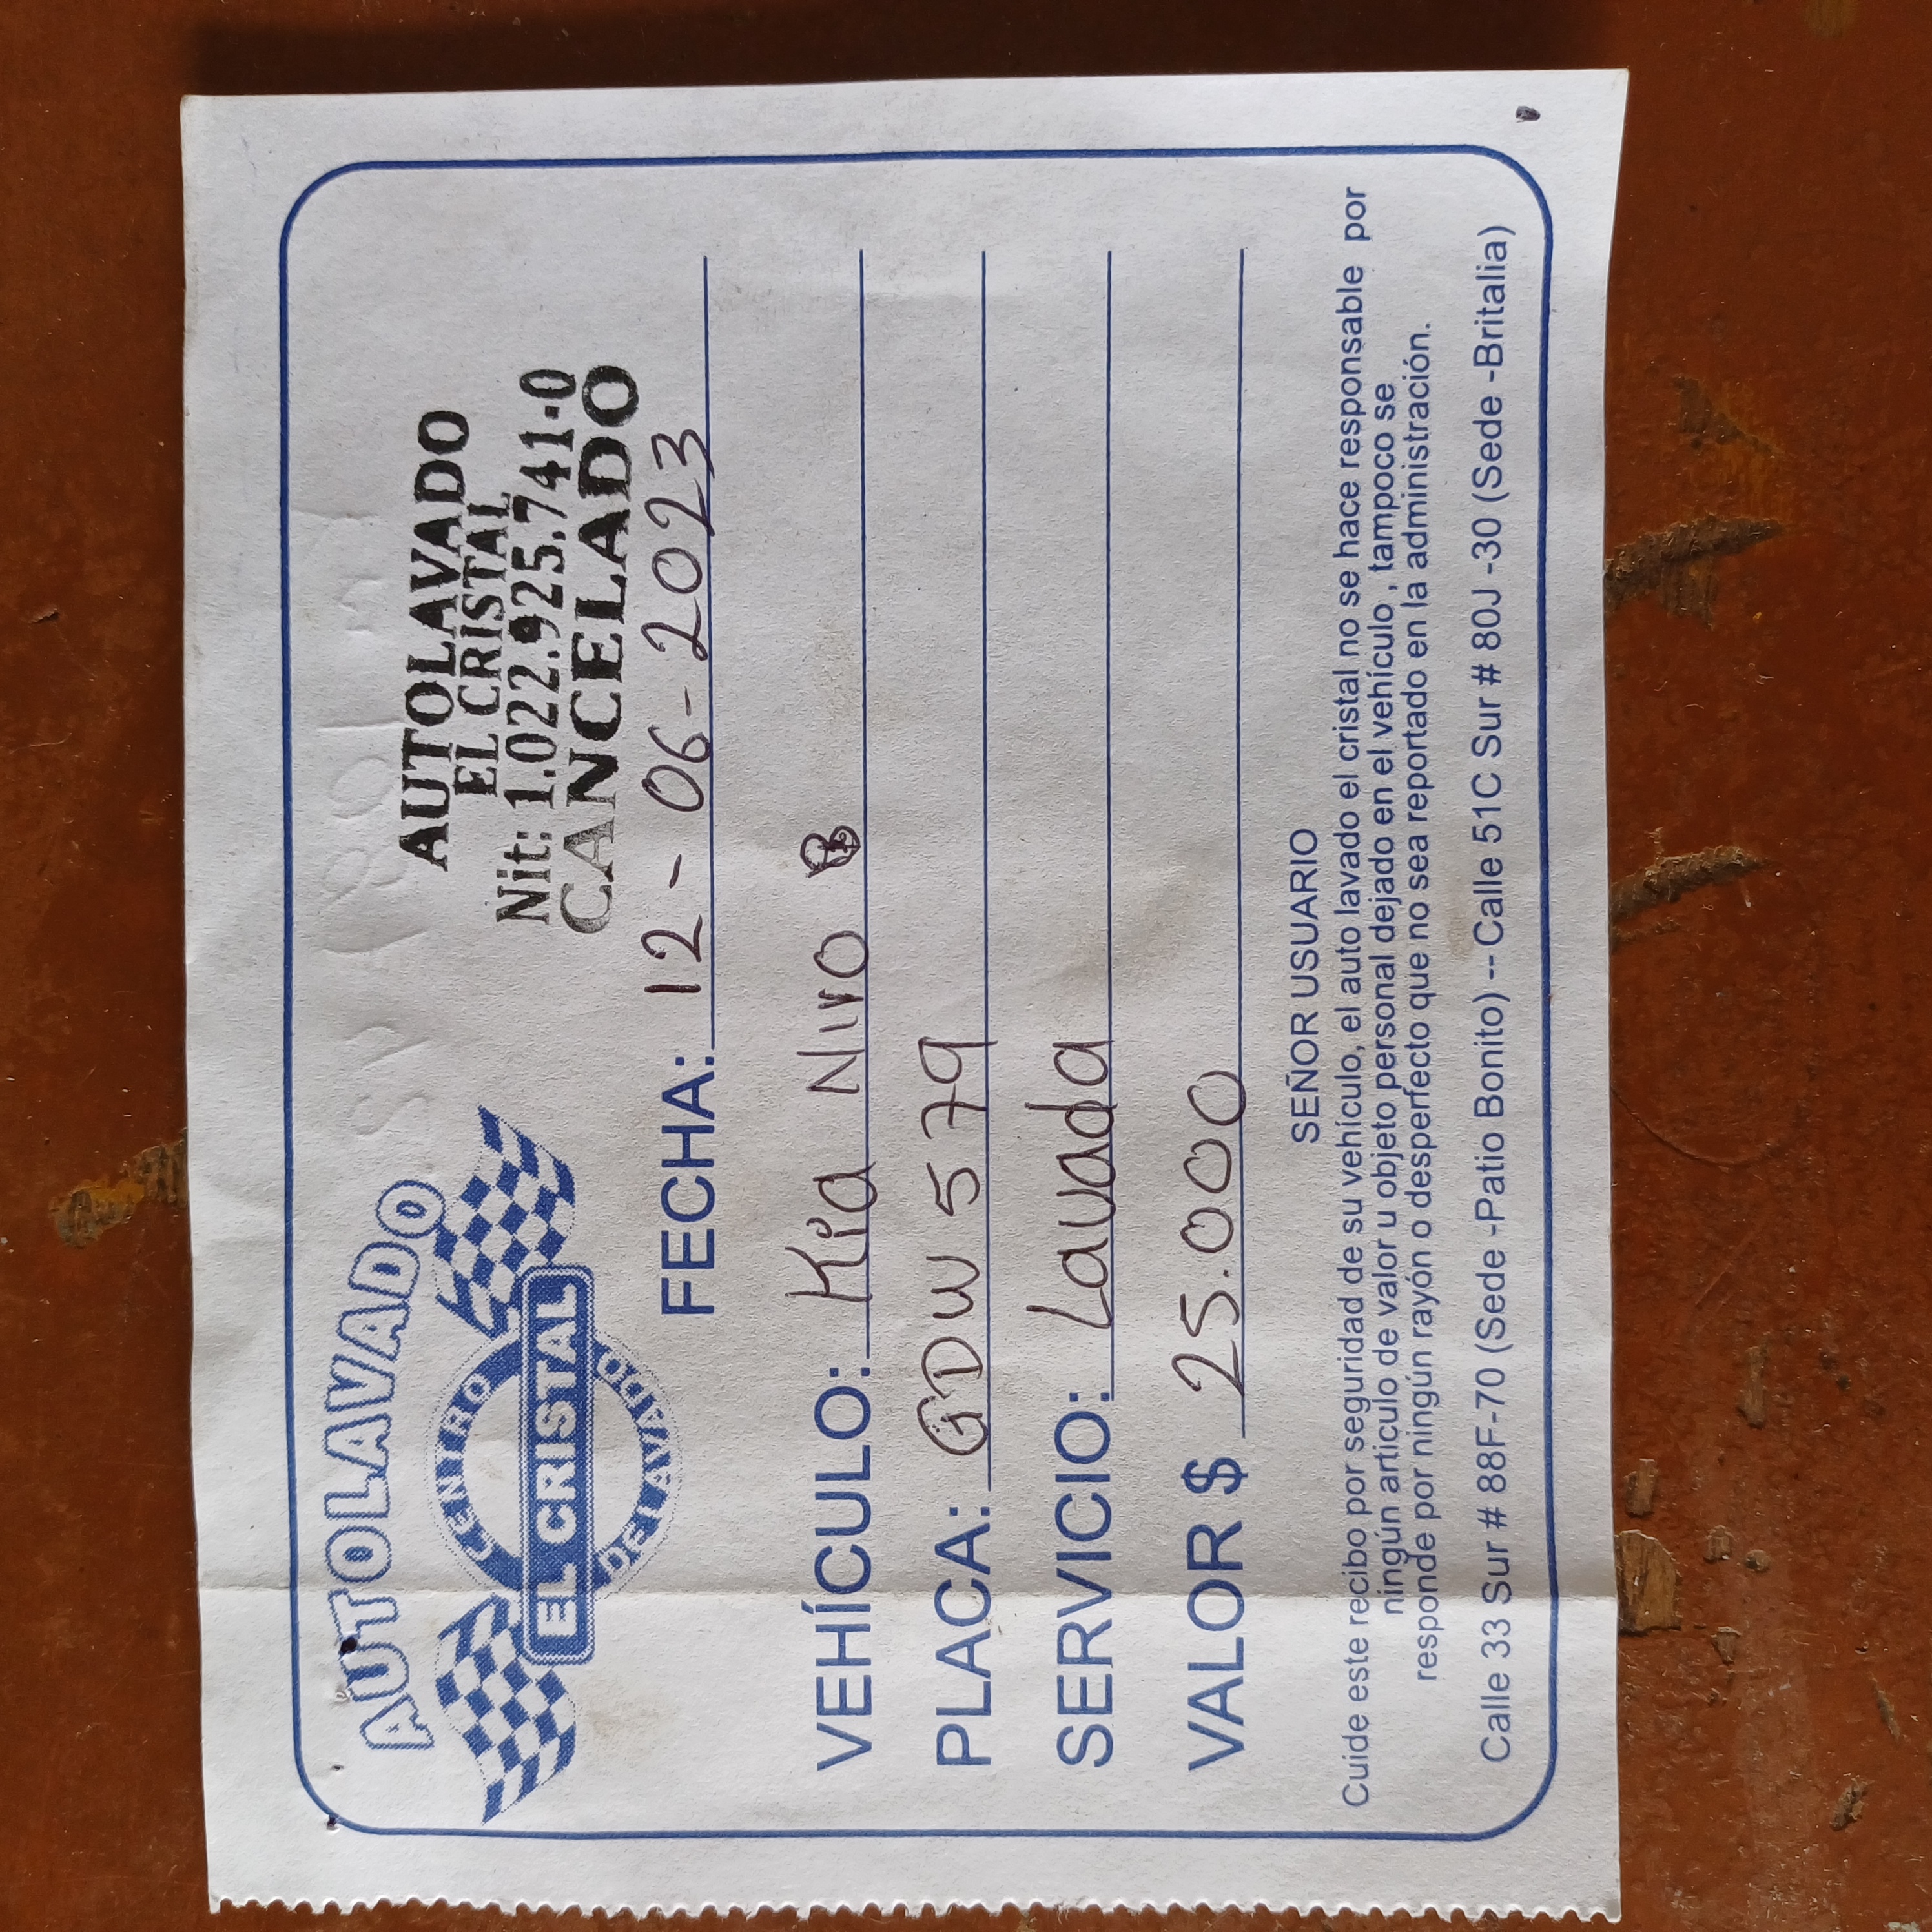 AUTOLAVADO
CENTRO
EL CRISTAL
DE LAVADO
AUTOLAVADO
EL CRISTAL
Nit: 1.022.925.741-0
CANCELADO
FECHA: 12-06-2023
VEHÍCULO: Kia Niro
PLACA: GDW 579
SERVICIO: Lavada
VALOR $ 25.000
SEÑOR USUARIO
Cuide este recibo por seguridad de su vehículo, el auto lavado el cristal no se hace responsable por
ningún articulo de valor u objeto personal dejado en el vehículo , tampoco se
responde por ningún rayón o desperfecto que no sea reportado en la administración.
Calle 33 Sur # 88F-70 (Sede -Patio Bonito) -- Calle 51C Sur # 80J -30 (Sede -Britalia)